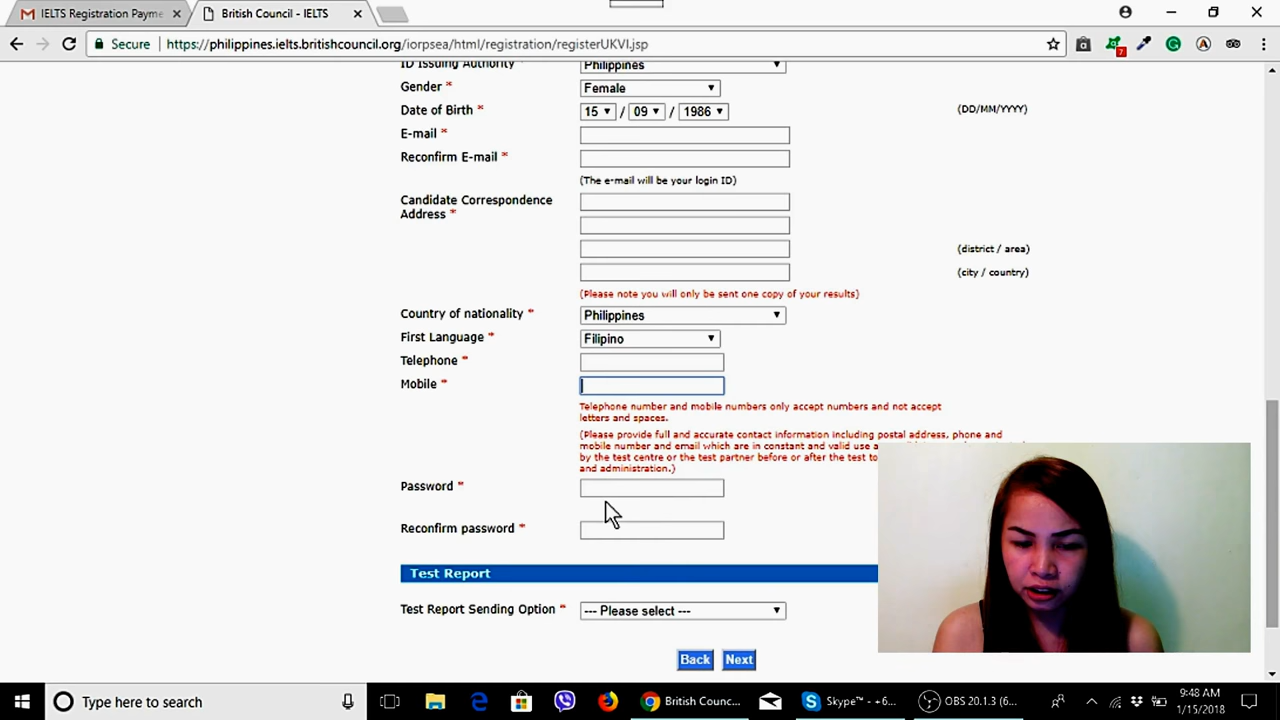 IELTS Registration Payme
British Council - IELTS
Secure
https://philippines.ielts.britishcouncil.org/iorpsea/html/registration/registerUKVI.jsp
7
ID Issuing Authority *
Philippines
Gender *
Female
Date of Birth *
15 / 09 / 1986
(DD/MM/YYYY)
E-mail *
Reconfirm E-mail *
(The e-mail will be your login ID)
Candidate Correspondence
Address *
(district / area)
(city / country)
(Please note you will only be sent one copy of your results)
Country of nationality *
Philippines
First Language *
Filipino
Telephone *
Mobile *
Telephone number and mobile numbers only accept numbers and not accept
letters and spaces.
(Please provide full and accurate contact information including postal address, phone and
mobile number and email which are in constant and valid use
by the test centre or the test partner before or after the test to
and administration.)
Password *
Reconfirm password *
Test Report
Test Report Sending Option *
--- Please select ---
Back
Next
Type here to search
British Counc...
Skype™ - +6...
OBS 20.1.3 (6...
9:48 AM
1/15/2018